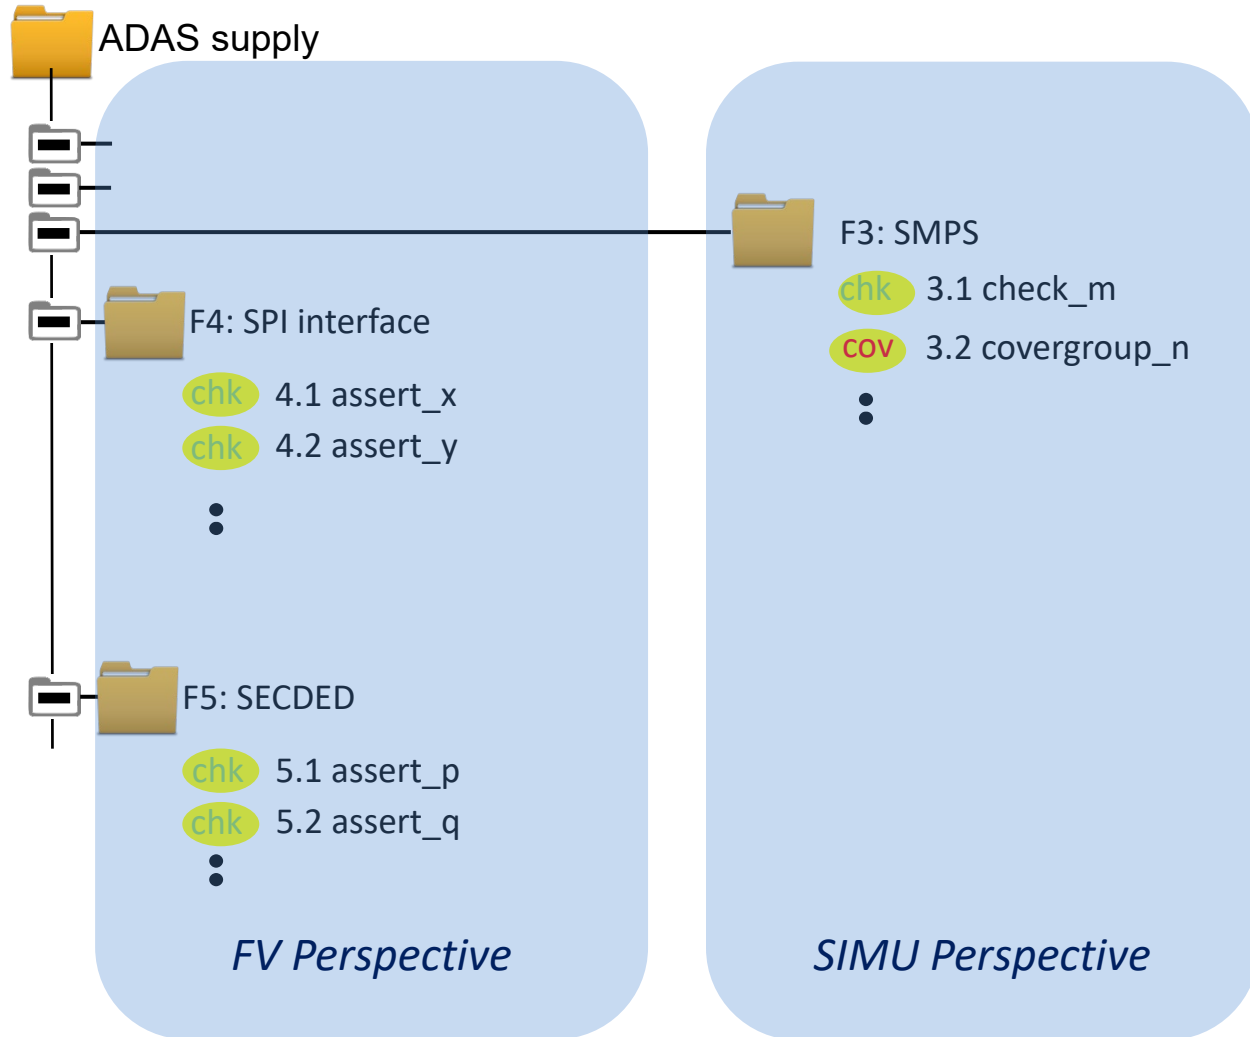 ADAS supply
F3: SMPS
chk 3.1 check_m
cov 3.2 covergroup_n
F4: SPI interface
chk 4.1 assert_x
chk 4.2 assert_y
F5: SECDED
chk 5.1 assert_p
chk 5.2 assert_q
FV Perspective
SIMU Perspective